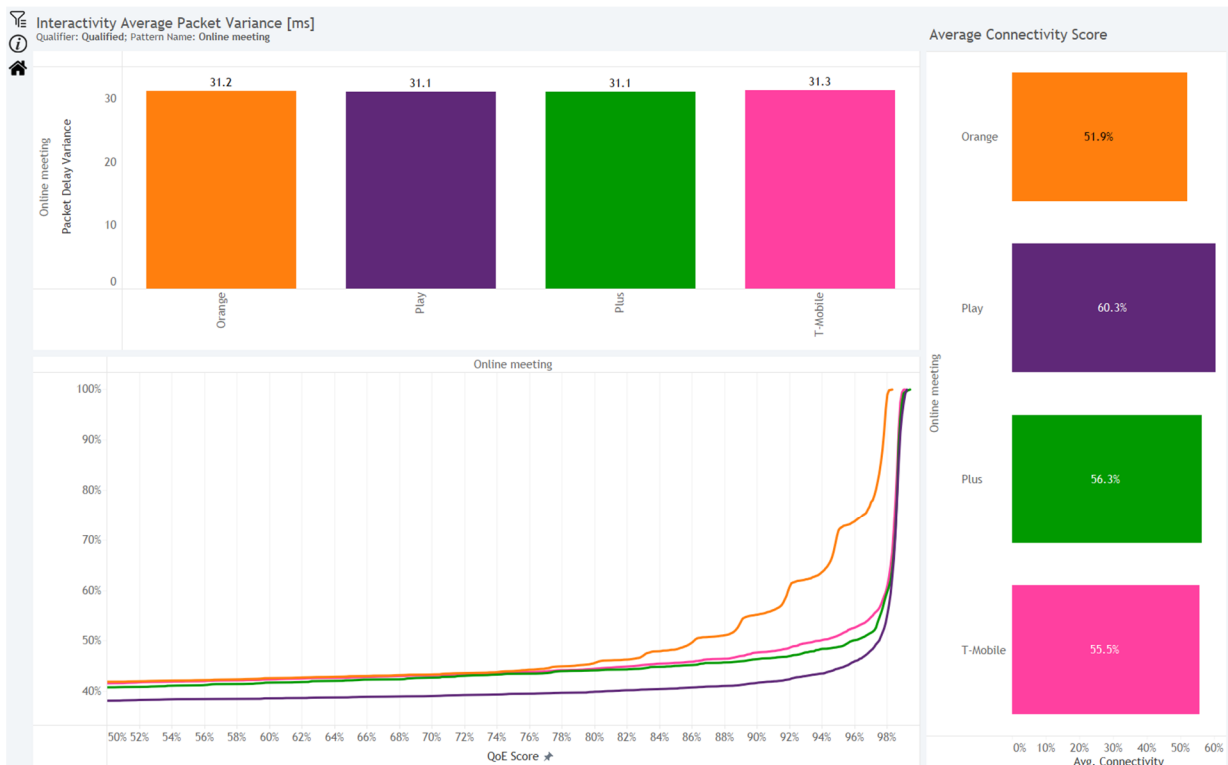 Interactivity Average Packet Variance [ms]
Qualifier: Qualified; Pattern Name: Online meeting
Online meeting
Packet Delay Variance
30
20
10
0
31.2
31.1
31.1
31.3
Orange
Play
Plus
T-Mobile
Online meeting
100%
90%
80%
70%
60%
50%
40%
50% 52% 54% 56% 58% 60% 62% 64% 66% 68% 70% 72% 74% 76% 78% 80% 82% 84% 86% 88% 90% 92% 94% 96% 98%
QoE Score
Average Connectivity Score
Online meeting
Orange
51.9%
Play
60.3%
Plus
56.3%
T-Mobile
55.5%
0% 10% 20% 30% 40% 50% 60%
Avg. Connectivity